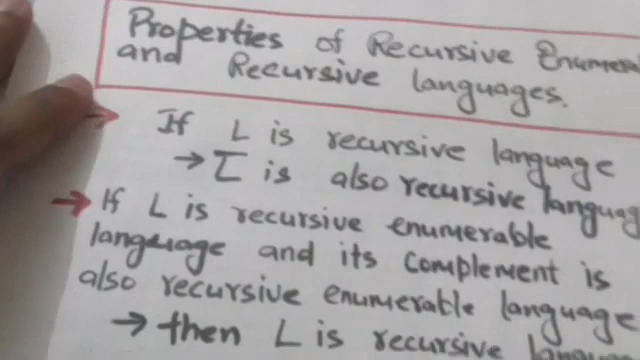 Properties of Recursive Enumera
and Recursive languages.
→ If L is recursive language
→ L̅ is also recursive languag
→ If L is recursive enumerable
language and its complement is
also recursive enumerable language
→ then L is recursive